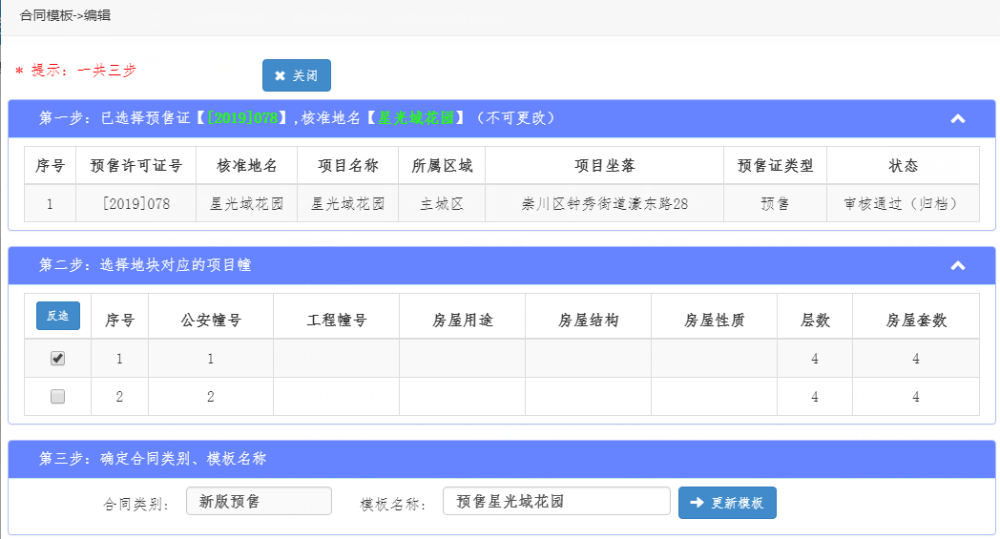 合同模板->编辑
* 提示: 一共三步
✖ 关闭
第一步: 已选择预售证【[2019]078】,核准地名【星光域花园】(不可更改)
序号 预售许可证号 核准地名 项目名称 所属区域 项目坐落 预售证类型 状态
1 [2019]078 星光域花园 星光域花园 主城区 崇川区钟秀街道濠东路28 预售 审核通过(归档)
第二步: 选择地块对应的项目幢
反选 序号 公安幢号 工程幢号 房屋用途 房屋结构 房屋性质 层数 房屋套数
1 1 4 4
2 2 4 4
第三步: 确定合同类别、模板名称
合同类别: 新版预售 模板名称: 预售星光域花园 ➔ 更新模板